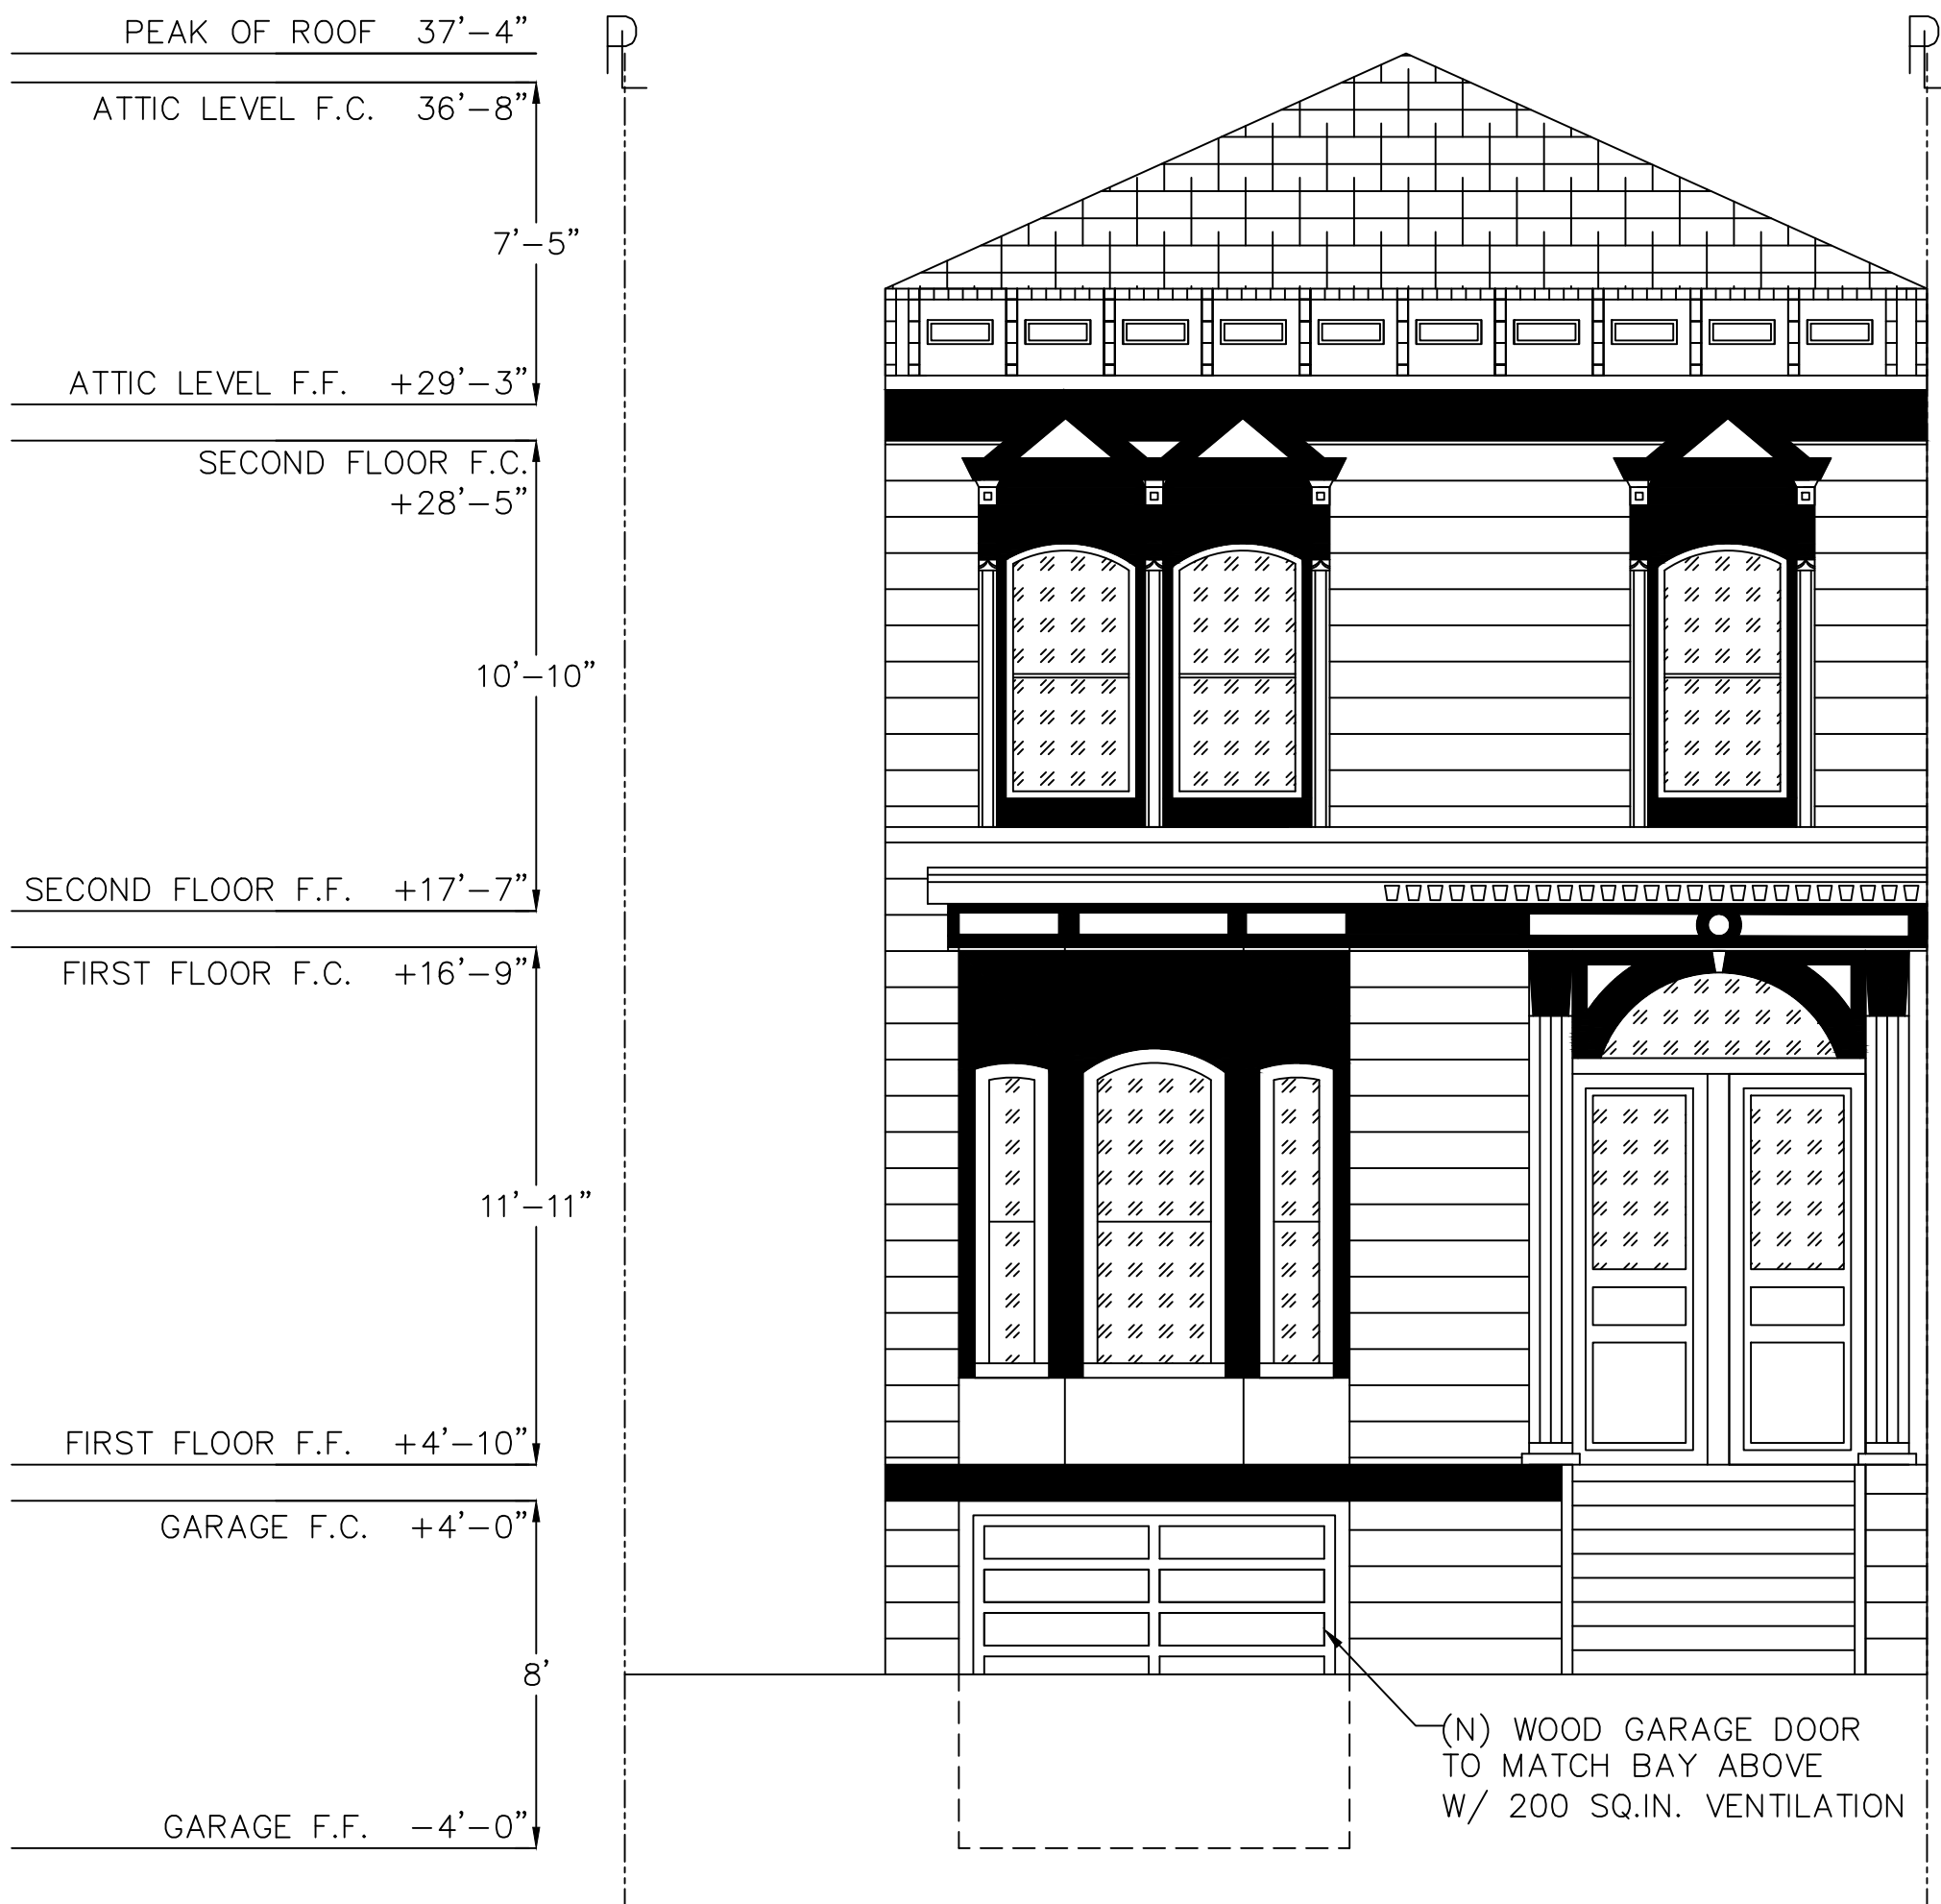 PEAK OF ROOF 37'-4"
PL
PL
ATTIC LEVEL F.C. 36'-8"
7'-5"
ATTIC LEVEL F.F. +29'-3"
SECOND FLOOR F.C.
+28'-5"
10'-10"
SECOND FLOOR F.F. +17'-7"
FIRST FLOOR F.C. +16'-9"
11'-11"
FIRST FLOOR F.F. +4'-10"
GARAGE F.C. +4'-0"
8'
(N) WOOD GARAGE DOOR
TO MATCH BAY ABOVE
W/ 200 SQ.IN. VENTILATION
GARAGE F.F. -4'-0"